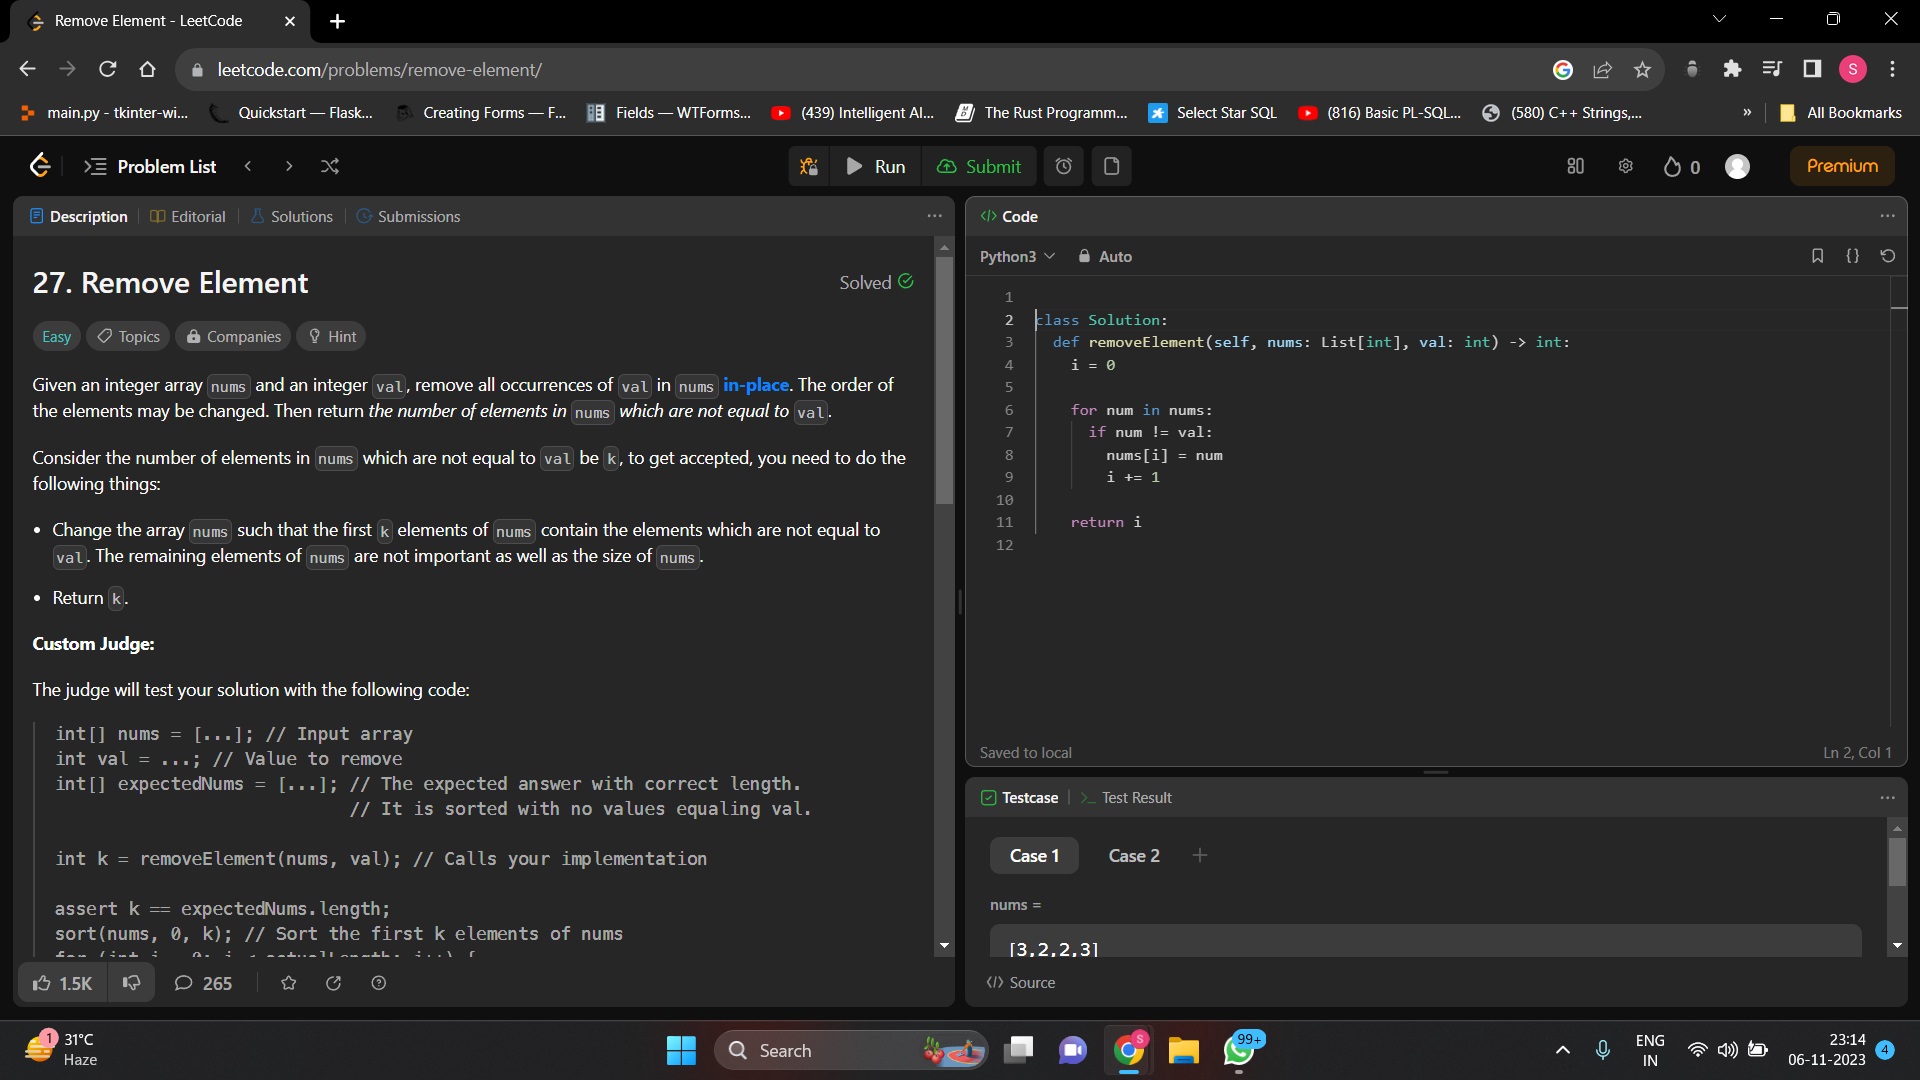 Remove Element - LeetCode
leetcode.com/problems/remove-element/
S
main.py - tkinter-wi...
Quickstart — Flask...
Creating Forms — F...
Fields — WTForms...
(439) Intelligent AI...
The Rust Programm...
Select Star SQL
(816) Basic PL-SQL...
(580) C++ Strings,...
»
All Bookmarks
Problem List
Run
Submit
0
Premium
Description
Editorial
Solutions
Submissions
27. Remove Element
Solved
Easy
Topics
Companies
Hint
Given an integer array nums and an integer val, remove all occurrences of val in nums in-place. The order of
the elements may be changed. Then return the number of elements in nums which are not equal to val.
Consider the number of elements in nums which are not equal to val be k, to get accepted, you need to do the
following things:
• Change the array nums such that the first k elements of nums contain the elements which are not equal to
val. The remaining elements of nums are not important as well as the size of nums.
• Return k.
Custom Judge:
The judge will test your solution with the following code:
int[] nums = [...]; // Input array
int val = ...; // Value to remove
int[] expectedNums = [...]; // The expected answer with correct length.
// It is sorted with no values equaling val.
int k = removeElement(nums, val); // Calls your implementation
assert k == expectedNums.length;
sort(nums, 0, k); // Sort the first k elements of nums
1.5K
265
</> Code
Python3
Auto
1
2 class Solution:
3 def removeElement(self, nums: List[int], val: int) -> int:
4 i = 0
5
6 for num in nums:
7 if num != val:
8 nums[i] = num
9 i += 1
10
11 return i
12
Saved to local
Ln 2, Col 1
Testcase
>_ Test Result
Case 1
Case 2
+
nums =
[3,2,2,3]
</> Source
1
31°C
Haze
Search
S
99+
ENG
IN
23:14
06-11-2023
4